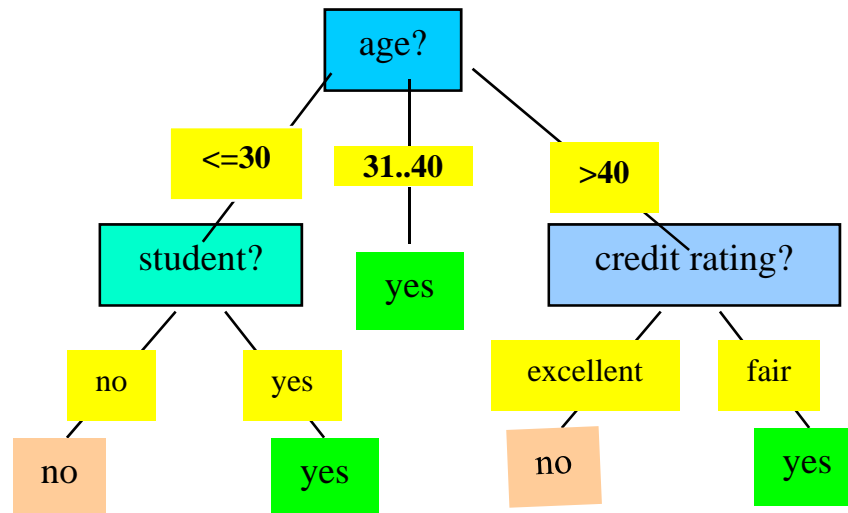 age?
<=30
31..40
>40
student?
yes
credit rating?
no
yes
excellent
fair
no
yes
no
yes